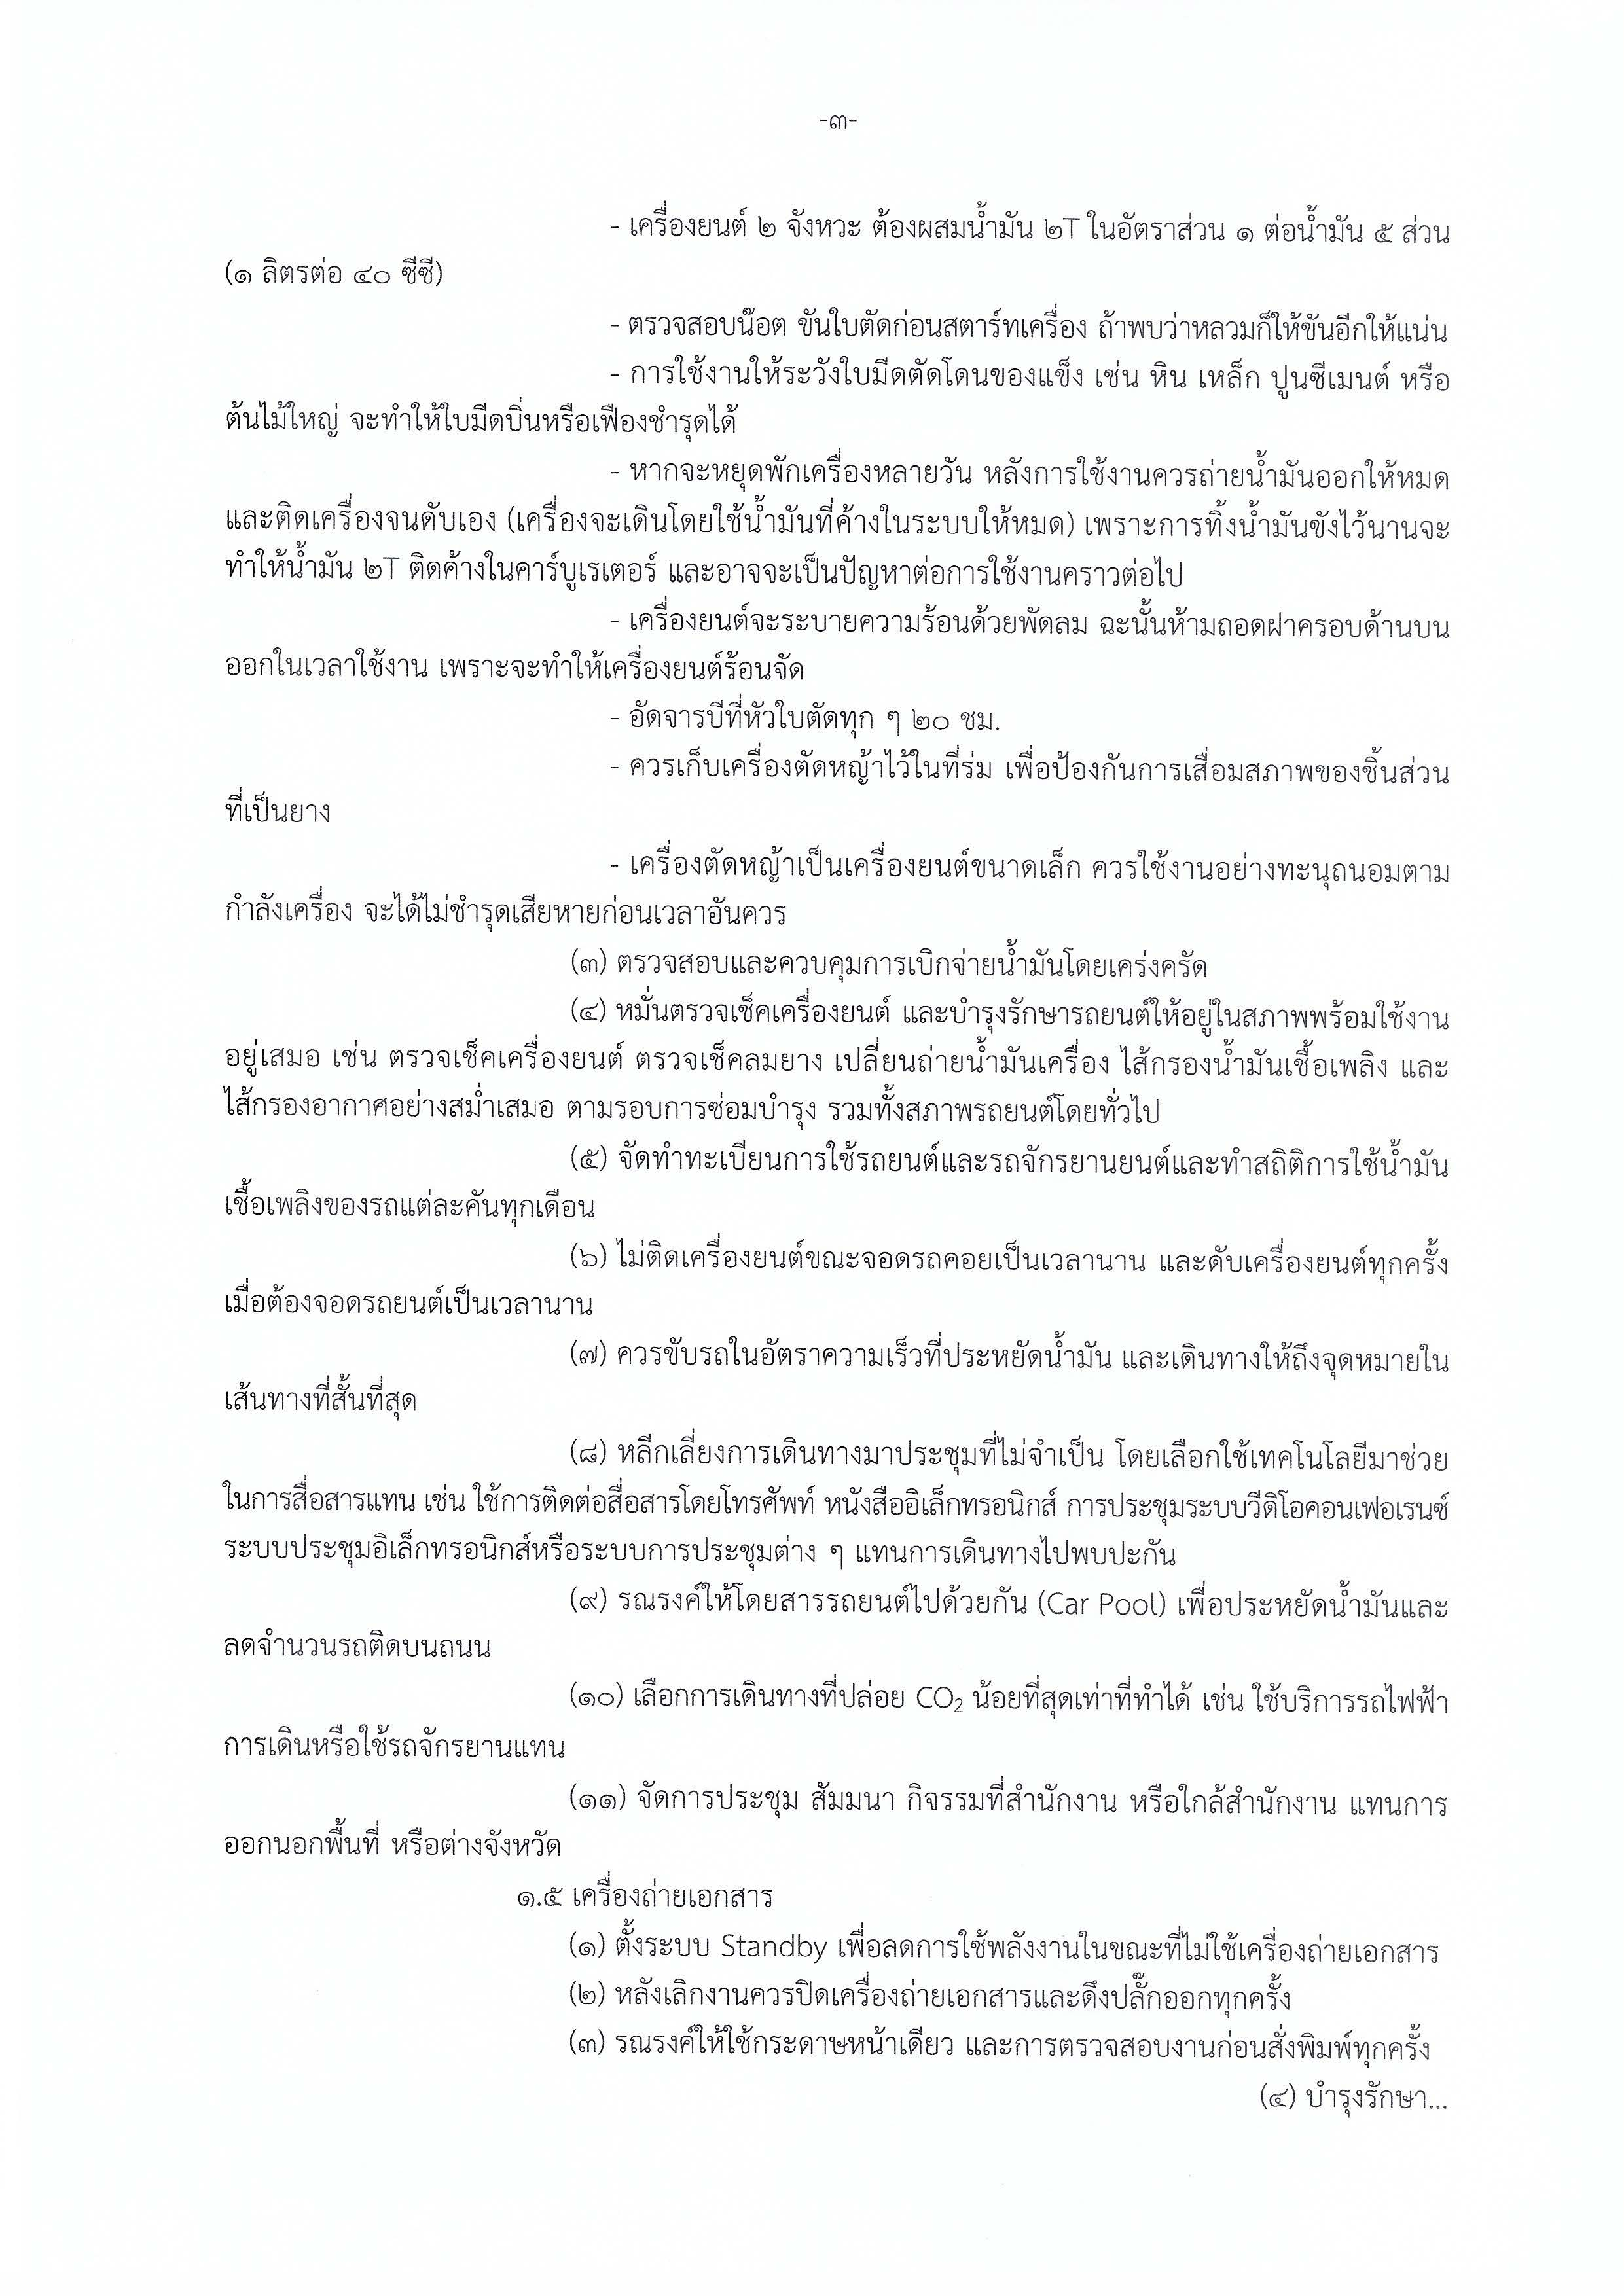 -๓-
- เครื่องยนต์ ๒ จังหวะ ต้องผสมน้ำมัน ๒T ในอัตราส่วน ๑ ต่อน้ำมัน ๕ ส่วน
(๑ ลิตรต่อ ๔๐ ซีซี)
- ตรวจสอบน๊อต ขันใบตัดก่อนสตาร์ทเครื่อง ถ้าพบว่าหลวมก็ให้ขันอีกให้แน่น
- การใช้งานให้ระวังใบมีดตัดโดนของแข็ง เช่น หิน เหล็ก ปูนซีเมนต์ หรือ
ต้นไม้ใหญ่ จะทำให้ใบมีดบิ่นหรือเฟืองชำรุดได้
- หากจะหยุดพักเครื่องหลายวัน หลังการใช้งานควรถ่ายน้ำมันออกให้หมด
และติดเครื่องจนดับเอง (เครื่องจะเดินโดยใช้น้ำมันที่ค้างในระบบให้หมด) เพราะการทิ้งน้ำมันขังไว้นานจะ
ทำให้น้ำมัน ๒T ติดค้างในคาร์บูเรเตอร์ และอาจจะเป็นปัญหาต่อการใช้งานคราวต่อไป
- เครื่องยนต์จะระบายความร้อนด้วยพัดลม ฉะนั้นห้ามถอดฝาครอบด้านบน
ออกในเวลาใช้งาน เพราะจะทำให้เครื่องยนต์ร้อนจัด
- อัดจารบีที่หัวใบตัดทุก ๆ ๒๐ ชม.
- ควรเก็บเครื่องตัดหญ้าไว้ในที่ร่ม เพื่อป้องกันการเสื่อมสภาพของชิ้นส่วน
ที่เป็นยาง
- เครื่องตัดหญ้าเป็นเครื่องยนต์ขนาดเล็ก ควรใช้งานอย่างทะนุถนอมตาม
กำลังเครื่อง จะได้ไม่ชำรุดเสียหายก่อนเวลาอันควร
(๓) ตรวจสอบและควบคุมการเบิกจ่ายน้ำมันโดยเคร่งครัด
(๔) หมั่นตรวจเช็คเครื่องยนต์ และบำรุงรักษารถยนต์ให้อยู่ในสภาพพร้อมใช้งาน
อยู่เสมอ เช่น ตรวจเช็คเครื่องยนต์ ตรวจเช็คลมยาง เปลี่ยนถ่ายน้ำมันเครื่อง ไส้กรองน้ำมันเชื้อเพลิง และ
ไส้กรองอากาศอย่างสม่ำเสมอ ตามรอบการซ่อมบำรุง รวมทั้งสภาพรถยนต์โดยทั่วไป
(๕) จัดทำทะเบียนการใช้รถยนต์และรถจักรยานยนต์และทำสถิติการใช้น้ำมัน
เชื้อเพลิงของรถแต่ละคันทุกเดือน
(๖) ไม่ติดเครื่องยนต์ขณะจอดรถคอยเป็นเวลานาน และดับเครื่องยนต์ทุกครั้ง
เมื่อต้องจอดรถยนต์เป็นเวลานาน
(๗) ควรขับรถในอัตราความเร็วที่ประหยัดน้ำมัน และเดินทางให้ถึงจุดหมายใน
เส้นทางที่สั้นที่สุด
(๘) หลีกเลี่ยงการเดินทางมาประชุมที่ไม่จำเป็น โดยเลือกใช้เทคโนโลยีมาช่วย
ในการสื่อสารแทน เช่น ใช้การติดต่อสื่อสารโดยโทรศัพท์ หนังสืออิเล็กทรอนิกส์ การประชุมระบบวีดิโอคอนเฟอเรนซ์
ระบบประชุมอิเล็กทรอนิกส์หรือระบบการประชุมต่าง ๆ แทนการเดินทางไปพบปะกัน
(๙) รณรงค์ให้โดยสารรถยนต์ไปด้วยกัน (Car Pool) เพื่อประหยัดน้ำมันและ
ลดจำนวนรถติดบนถนน
(๑๐) เลือกการเดินทางที่ปล่อย CO₂ น้อยที่สุดเท่าที่ทำได้ เช่น ใช้บริการรถไฟฟ้า
การเดินหรือใช้รถจักรยานแทน
(๑๑) จัดการประชุม สัมมนา กิจรรมที่สำนักงาน หรือใกล้สำนักงาน แทนการ
ออกนอกพื้นที่ หรือต่างจังหวัด
๑.๕ เครื่องถ่ายเอกสาร
(๑) ตั้งระบบ Standby เพื่อลดการใช้พลังงานในขณะที่ไม่ใช้เครื่องถ่ายเอกสาร
(๒) หลังเลิกงานควรปิดเครื่องถ่ายเอกสารและดึงปลั๊กออกทุกครั้ง
(๓) รณรงค์ให้ใช้กระดาษหน้าเดียว และการตรวจสอบงานก่อนสั่งพิมพ์ทุกครั้ง
(๔) บำรุงรักษา...